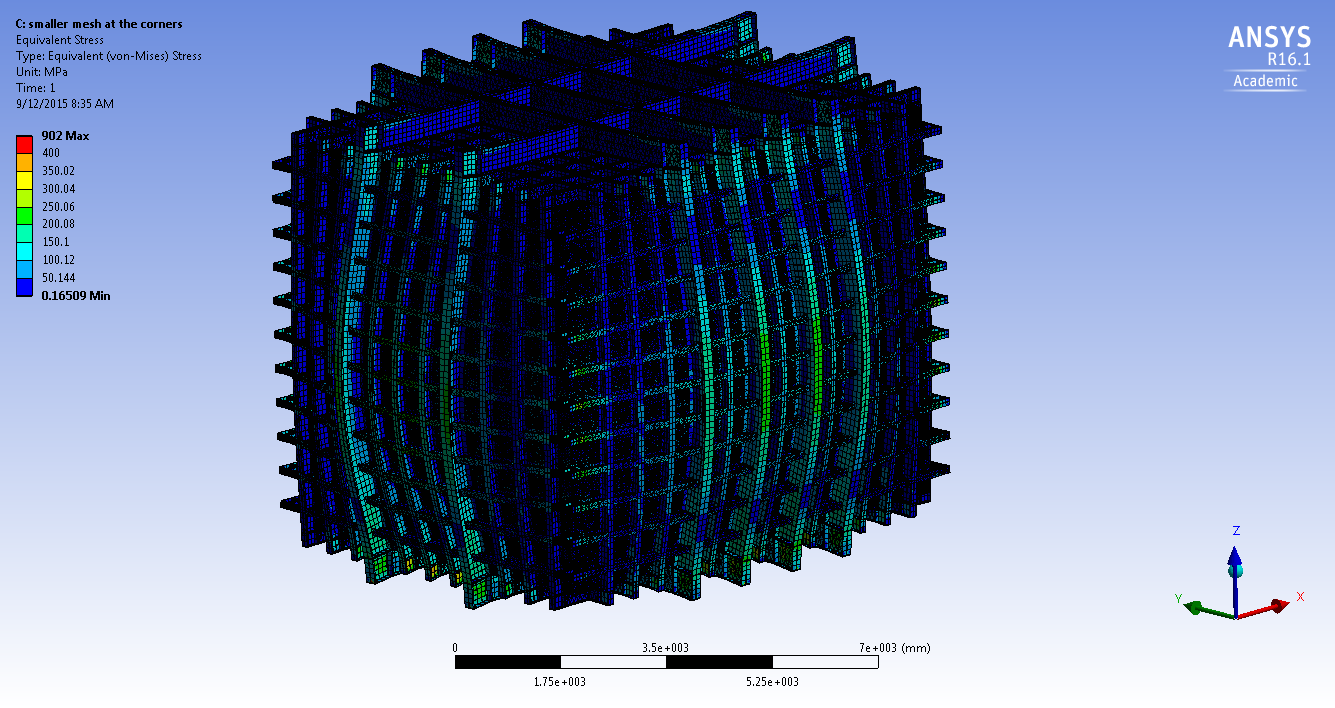 C: smaller mesh at the corners
Equivalent Stress
Type: Equivalent (von-Mises) Stress
Unit: MPa
Time: 1
9/12/2015 8:35 AM
902 Max
400
350.02
300.04
250.06
200.08
150.1
100.12
50.144
0.16509 Min
ANSYS
R16.1
Academic
Z
Y
X
0
3.5e+003
7e+003 (mm)
1.75e+003
5.25e+003